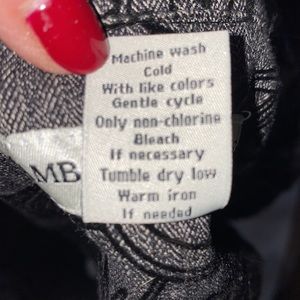 Machine wash
Cold
With like colors
Gentle cycle
Only non-chlorine
Bleach
If necessary
Tumble dry low
Warm iron
If needed
MB